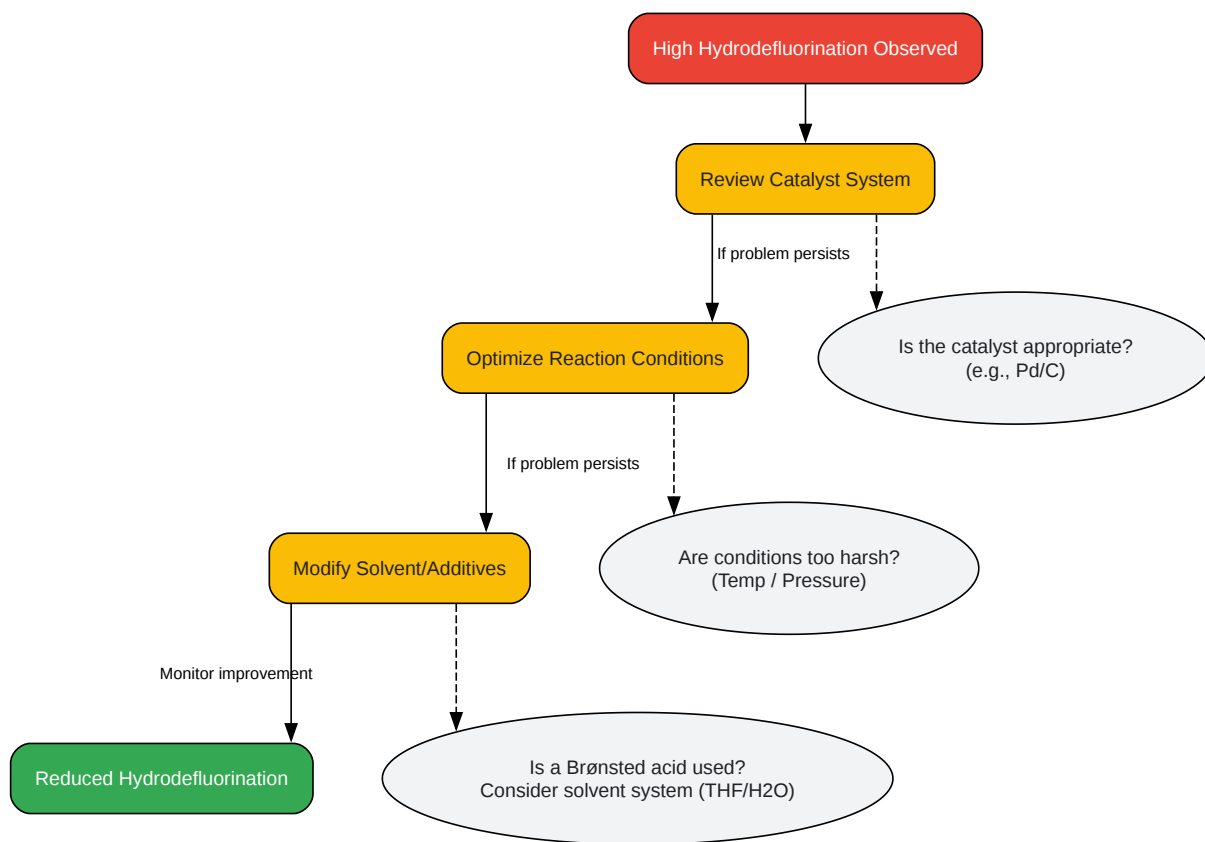 High Hydrodefluorination Observed
Review Catalyst System
If problem persists
Is the catalyst appropriate?
(e.g., Pd/C)
Optimize Reaction Conditions
If problem persists
Are conditions too harsh?
(Temp / Pressure)
Modify Solvent/Additives
Monitor improvement
Is a Brønsted acid used?
Consider solvent system (THF/H2O)
Reduced Hydrodefluorination